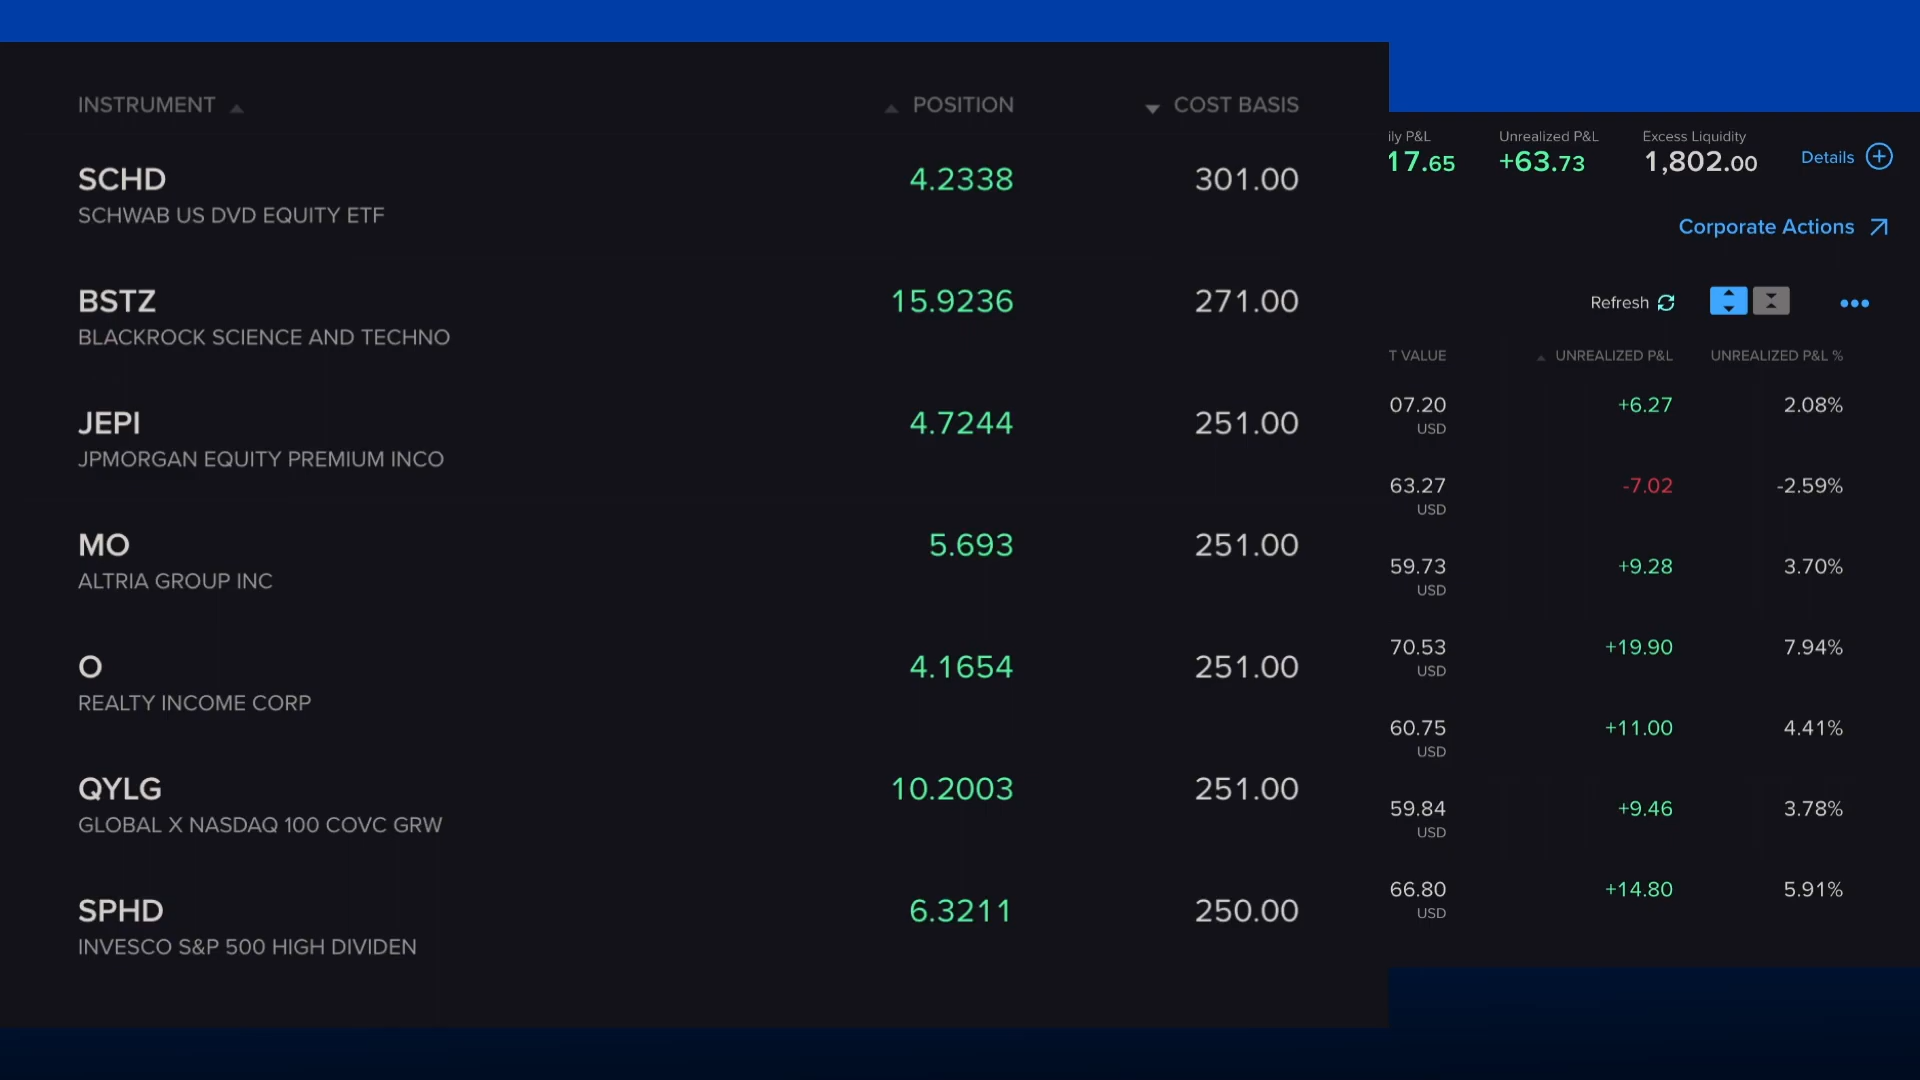 INSTRUMENT POSITION COST BASIS
SCHD 4.2338 301.00
SCHWAB US DVD EQUITY ETF
BSTZ 15.9236 271.00
BLACKROCK SCIENCE AND TECHNO
JEPI 4.7244 251.00
JPMORGAN EQUITY PREMIUM INCO
MO 5.693 251.00
ALTRIA GROUP INC
O 4.1654 251.00
REALTY INCOME CORP
QYLG 10.2003 251.00
GLOBAL X NASDAQ 100 COVC GRW
SPHD 6.3211 250.00
INVESCO S&P 500 HIGH DIVIDEN
ily P&L Unrealized P&L Excess Liquidity
17.65 +63.73 1,802.00 Details
Corporate Actions
Refresh
T VALUE UNREALIZED P&L UNREALIZED P&L %
07.20 +6.27 2.08%
USD
63.27 -7.02 -2.59%
USD
59.73 +9.28 3.70%
USD
70.53 +19.90 7.94%
USD
60.75 +11.00 4.41%
USD
59.84 +9.46 3.78%
USD
66.80 +14.80 5.91%
USD